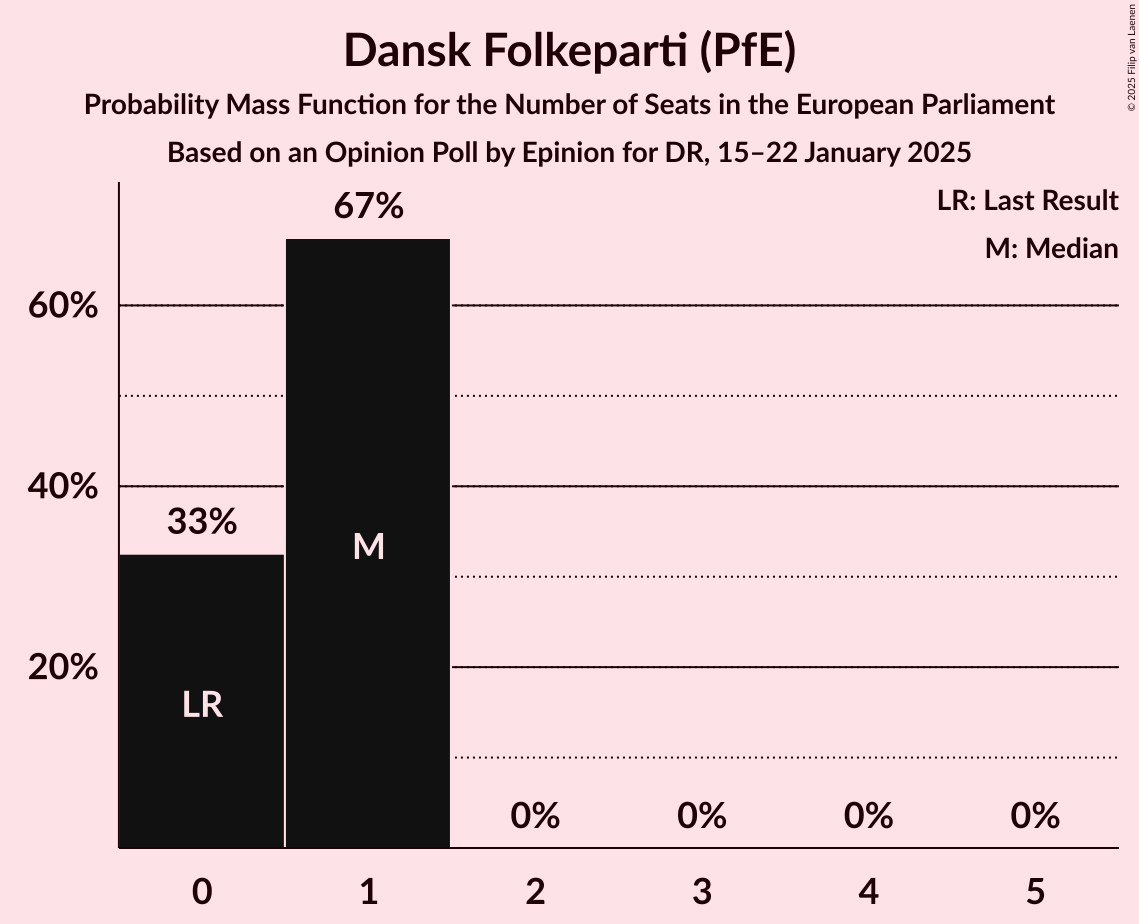 Dansk Folkeparti (PfE)
Probability Mass Function for the Number of Seats in the European Parliament
Based on an Opinion Poll by Epinion for DR, 15–22 January 2025
© 2025 Filip van Laenen
LR: Last Result
M: Median
67%
60%
40%
33%
M
20%
LR
0% 0% 0% 0%
0 1 2 3 4 5